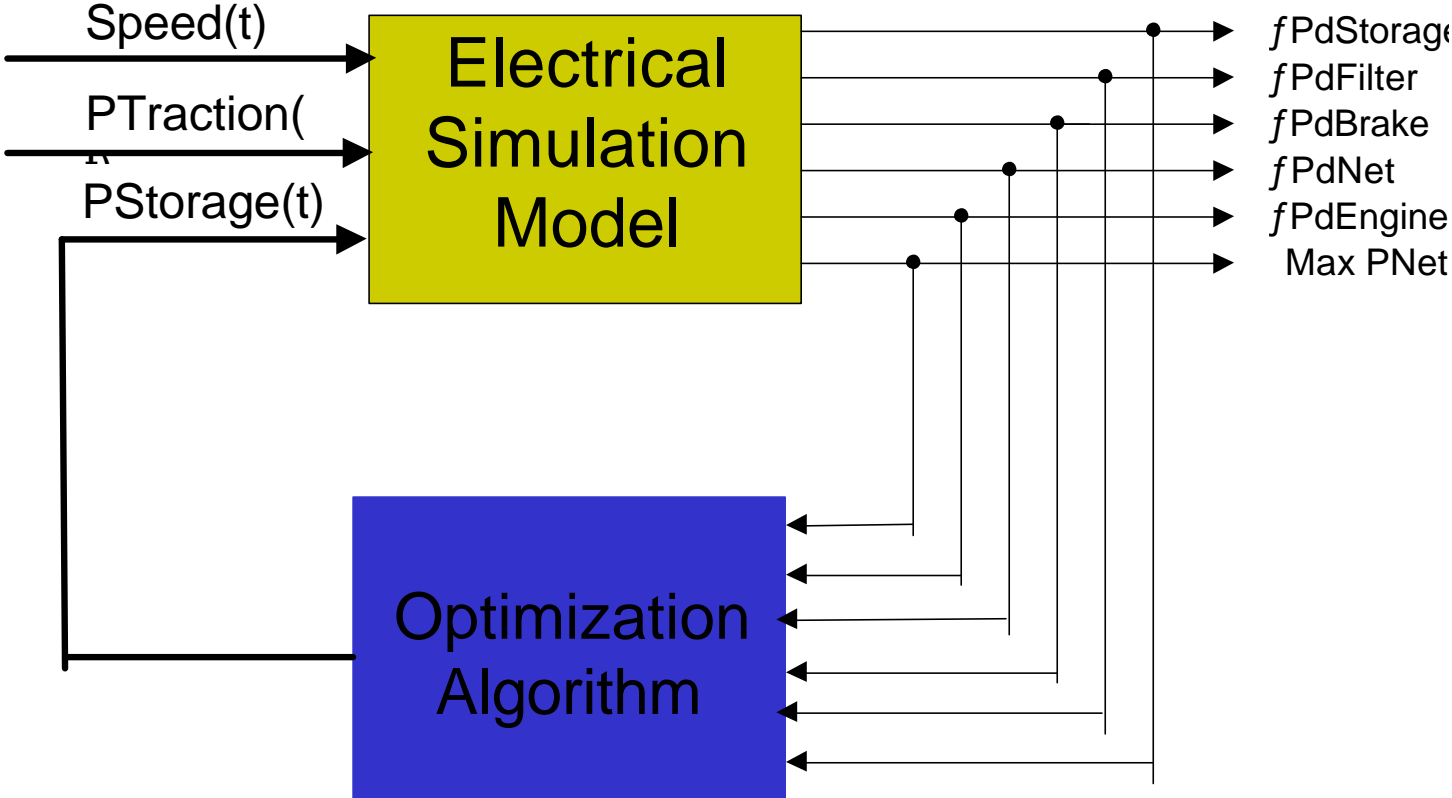 Speed(t)
PTraction(
PStorage(t)
Electrical
Simulation
Model
ƒPdStorage
ƒPdFilter
ƒPdBrake
ƒPdNet
ƒPdEngine
Max PNet
Optimization
Algorithm